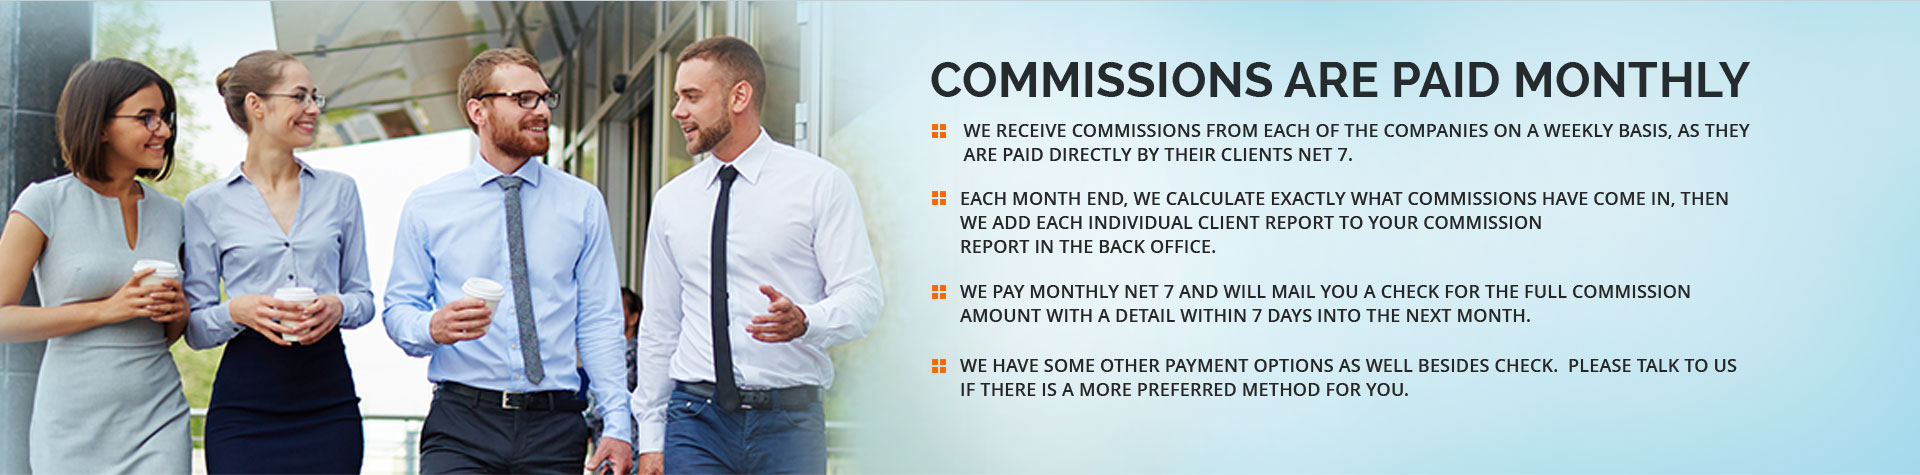 COMMISSIONS ARE PAID MONTHLY
WE RECEIVE COMMISSIONS FROM EACH OF THE COMPANIES ON A WEEKLY BASIS, AS THEY
ARE PAID DIRECTLY BY THEIR CLIENTS NET 7.
EACH MONTH END, WE CALCULATE EXACTLY WHAT COMMISSIONS HAVE COME IN, THEN
WE ADD EACH INDIVIDUAL CLIENT REPORT TO YOUR COMMISSION
REPORT IN THE BACK OFFICE.
WE PAY MONTHLY NET 7 AND WILL MAIL YOU A CHECK FOR THE FULL COMMISSION
AMOUNT WITH A DETAIL WITHIN 7 DAYS INTO THE NEXT MONTH.
WE HAVE SOME OTHER PAYMENT OPTIONS AS WELL BESIDES CHECK. PLEASE TALK TO US
IF THERE IS A MORE PREFERRED METHOD FOR YOU.